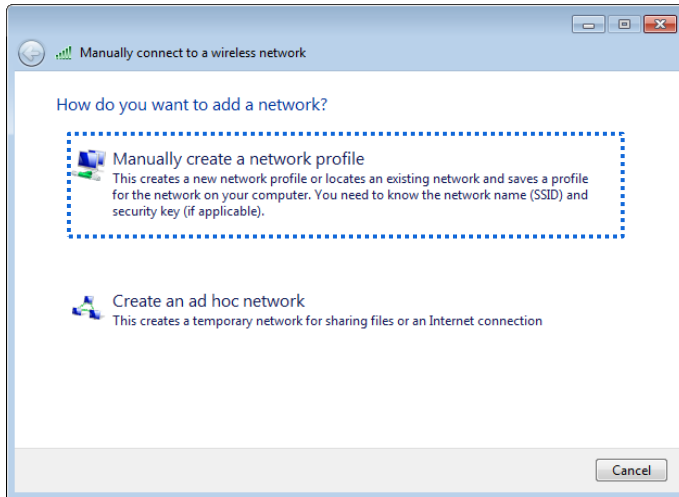 Manually connect to a wireless network
How do you want to add a network?
Manually create a network profile
This creates a new network profile or locates an existing network and saves a profile
for the network on your computer. You need to know the network name (SSID) and
security key (if applicable).
Create an ad hoc network
This creates a temporary network for sharing files or an Internet connection
Cancel